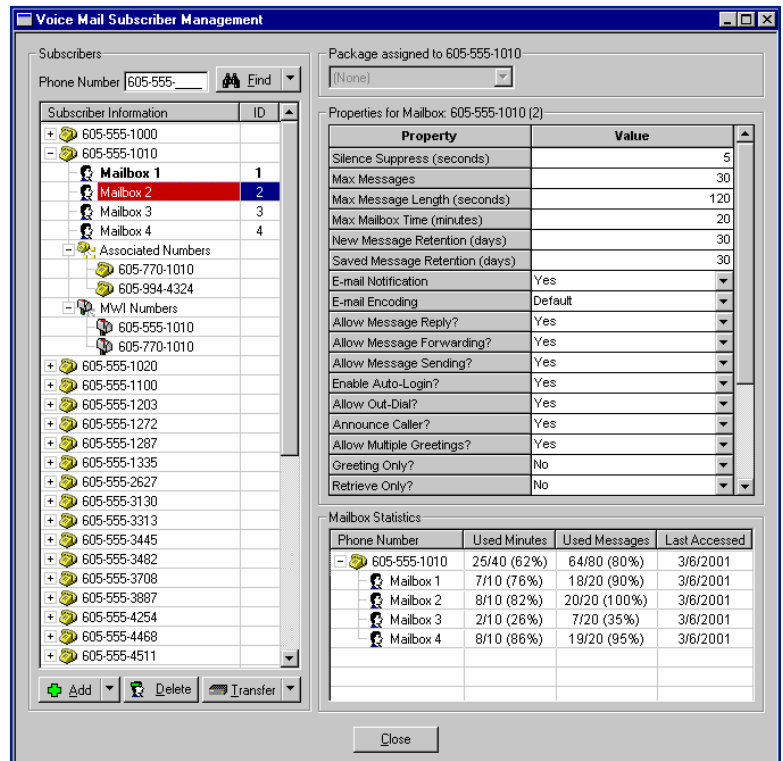 Voice Mail Subscriber Management
Subscribers
Phone Number 605-555-____ Find
Subscriber Information ID
605-555-1000
605-555-1010
Mailbox 1 1
Mailbox 2 2
Mailbox 3 3
Mailbox 4 4
Associated Numbers
605-770-1010
605-994-4324
MWI Numbers
605-555-1010
605-770-1010
605-555-1020
605-555-1100
605-555-1203
605-555-1272
605-555-1287
605-555-1335
605-555-2627
605-555-3130
605-555-3313
605-555-3445
605-555-3482
605-555-3708
605-555-3887
605-555-4254
605-555-4468
605-555-4511
Add Delete Transfer
Package assigned to 605-555-1010
(None)
Properties for Mailbox: 605-555-1010 (2)
Property Value
Silence Suppress (seconds) 5
Max Messages 30
Max Message Length (seconds) 120
Max Mailbox Time (minutes) 20
New Message Retention (days) 30
Saved Message Retention (days) 30
E-mail Notification Yes
E-mail Encoding Default
Allow Message Reply? Yes
Allow Message Forwarding? Yes
Allow Message Sending? Yes
Enable Auto-Login? Yes
Allow Out-Dial? Yes
Announce Caller? Yes
Allow Multiple Greetings? Yes
Greeting Only? No
Retrieve Only? No
Mailbox Statistics
Phone Number Used Minutes Used Messages Last Accessed
605-555-1010 25/40 (62%) 64/80 (80%) 3/6/2001
Mailbox 1 7/10 (76%) 18/20 (90%) 3/6/2001
Mailbox 2 8/10 (82%) 20/20 (100%) 3/6/2001
Mailbox 3 2/10 (26%) 7/20 (35%) 3/6/2001
Mailbox 4 8/10 (86%) 19/20 (95%) 3/6/2001
Close